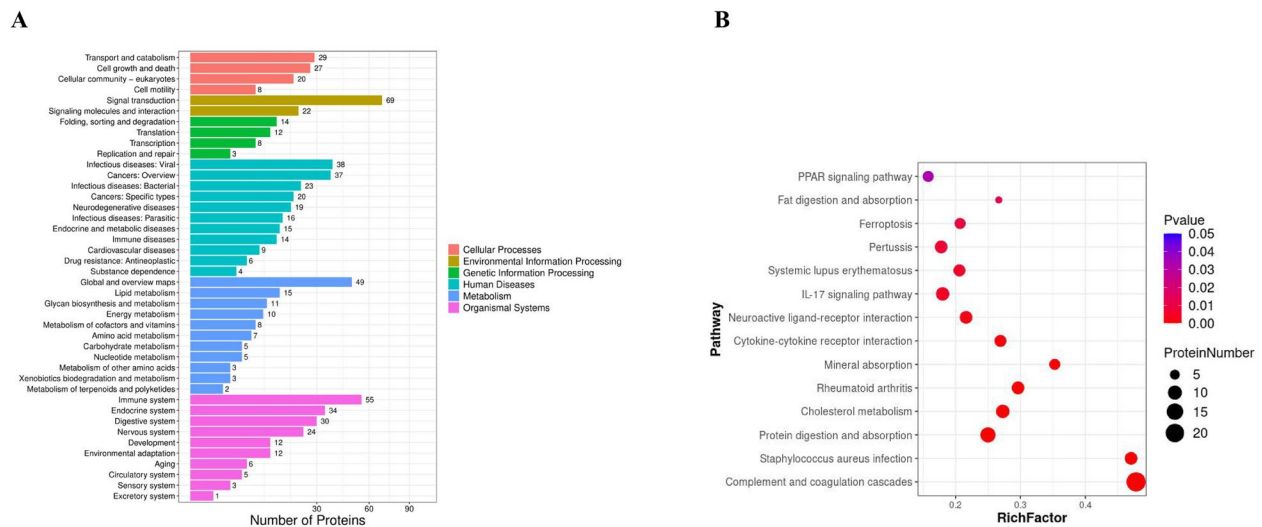 A
B
Transport and catabolism 29
Cell growth and death 27
Cellular community – eukaryotes 20
Cell motility 8
Signal transduction 69
Signaling molecules and interaction 22
Folding, sorting and degradation 14
Translation 12
Transcription 8
Replication and repair 3
Infectious diseases: Viral 38
Cancers: Overview 37
Infectious diseases: Bacterial 23
Cancers: Specific types 20
Neurodegenerative diseases 19
Infectious diseases: Parasitic 16
Endocrine and metabolic diseases 15
Immune diseases 14
Cardiovascular diseases 9
Drug resistance: Antineoplastic 6
Substance dependence 4
Global and overview maps 49
Lipid metabolism 15
Glycan biosynthesis and metabolism 11
Energy metabolism 10
Metabolism of cofactors and vitamins 8
Amino acid metabolism 7
Carbohydrate metabolism 5
Nucleotide metabolism 5
Metabolism of other amino acids 3
Xenobiotics biodegradation and metabolism 3
Metabolism of terpenoids and polyketides 2
Immune system 55
Endocrine system 34
Digestive system 30
Nervous system 24
Development 12
Environmental adaptation 12
Aging 6
Circulatory system 5
Sensory system 3
Excretory system 1
30 60 90
Number of Proteins
Cellular Processes
Environmental Information Processing
Genetic Information Processing
Human Diseases
Metabolism
Organismal Systems
Pathway
PPAR signaling pathway
Fat digestion and absorption
Ferroptosis
Pertussis
Systemic lupus erythematosus
IL-17 signaling pathway
Neuroactive ligand-receptor interaction
Cytokine-cytokine receptor interaction
Mineral absorption
Rheumatoid arthritis
Cholesterol metabolism
Protein digestion and absorption
Staphylococcus aureus infection
Complement and coagulation cascades
0.2 0.3 0.4
RichFactor
Pvalue
0.05
0.04
0.03
0.02
0.01
0.00
ProteinNumber
5
10
15
20